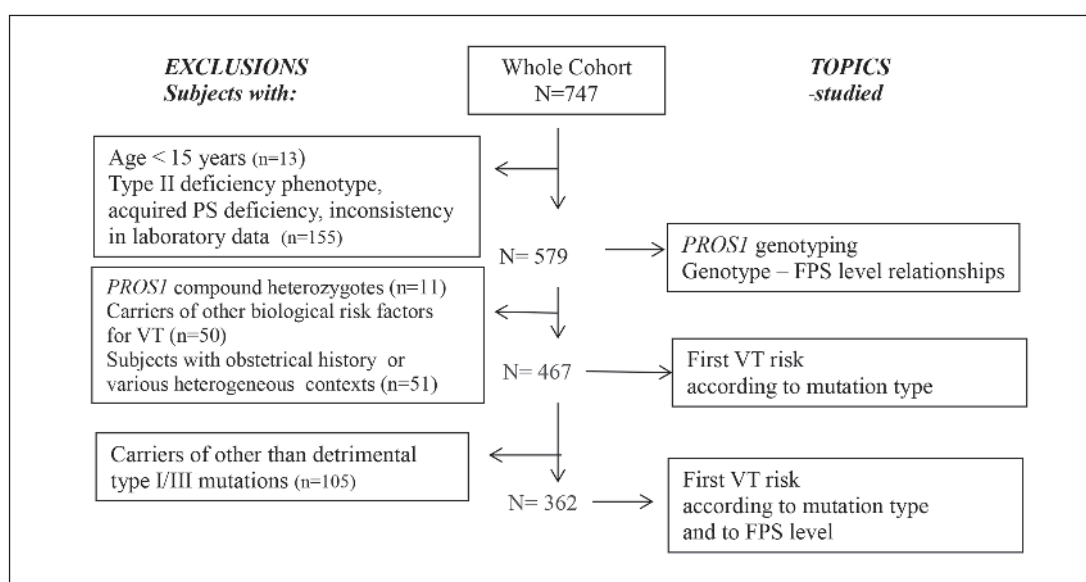 EXCLUSIONS
Subjects with:
Whole Cohort
N=747
TOPICS
-studied
Age < 15 years (n=13)
Type II deficiency phenotype,
acquired PS deficiency, inconsistency
in laboratory data (n=155)
N= 579
PROS1 genotyping
Genotype – FPS level relationships
PROS1 compound heterozygotes (n=11)
Carriers of other biological risk factors
for VT (n=50)
Subjects with obstetrical history or
various heterogeneous contexts (n=51)
N= 467
First VT risk
according to mutation type
Carriers of other than detrimental
type I/III mutations (n=105)
N= 362
First VT risk
according to mutation type
and to FPS level